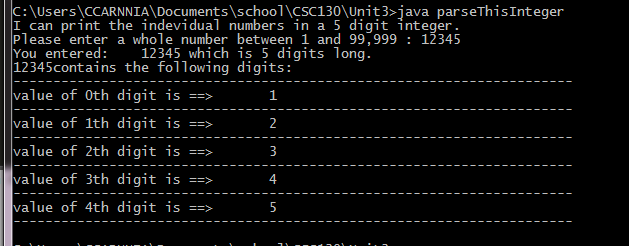 C:\Users\CCARNNIA\Documents\school\CSC130\Unit3>java parseThisInteger
I can print the indevidual numbers in a 5 digit integer.
Please enter a whole number between 1 and 99,999 : 12345
You entered:    12345 which is 5 digits long.
12345contains the following digits:
----------------------------------------------------------------------
value of 0th digit is ==>       1
----------------------------------------------------------------------
value of 1th digit is ==>       2
----------------------------------------------------------------------
value of 2th digit is ==>       3
----------------------------------------------------------------------
value of 3th digit is ==>       4
----------------------------------------------------------------------
value of 4th digit is ==>       5
----------------------------------------------------------------------